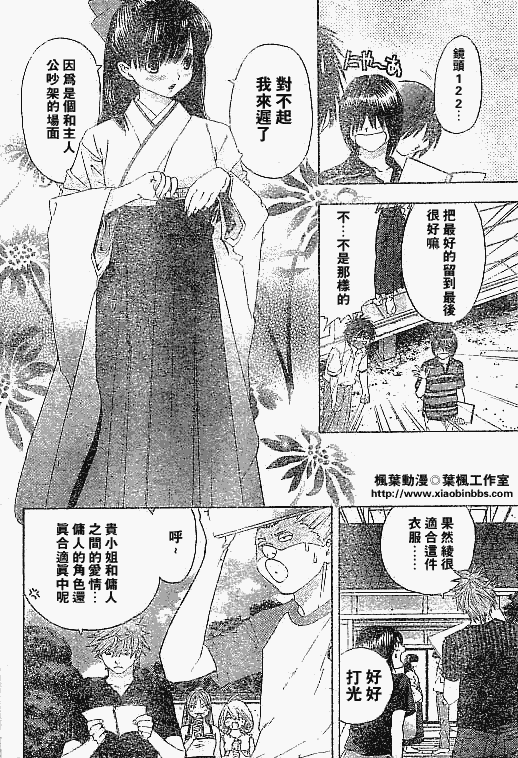 鏡頭122…
にゃ～あ
把最好的留到最後
很好嘛
不…不是那樣的
對不起
我來遲了
因爲是個和主人
公吵架的場面
楓葉動漫◎葉楓工作室
http://www.xiaobinbbs.com
果然綾很
適合這件
衣服……
好好
打光
呼～
貴小姐和傭人
之間的愛情…
傭人的角色還
眞合適眞中呢